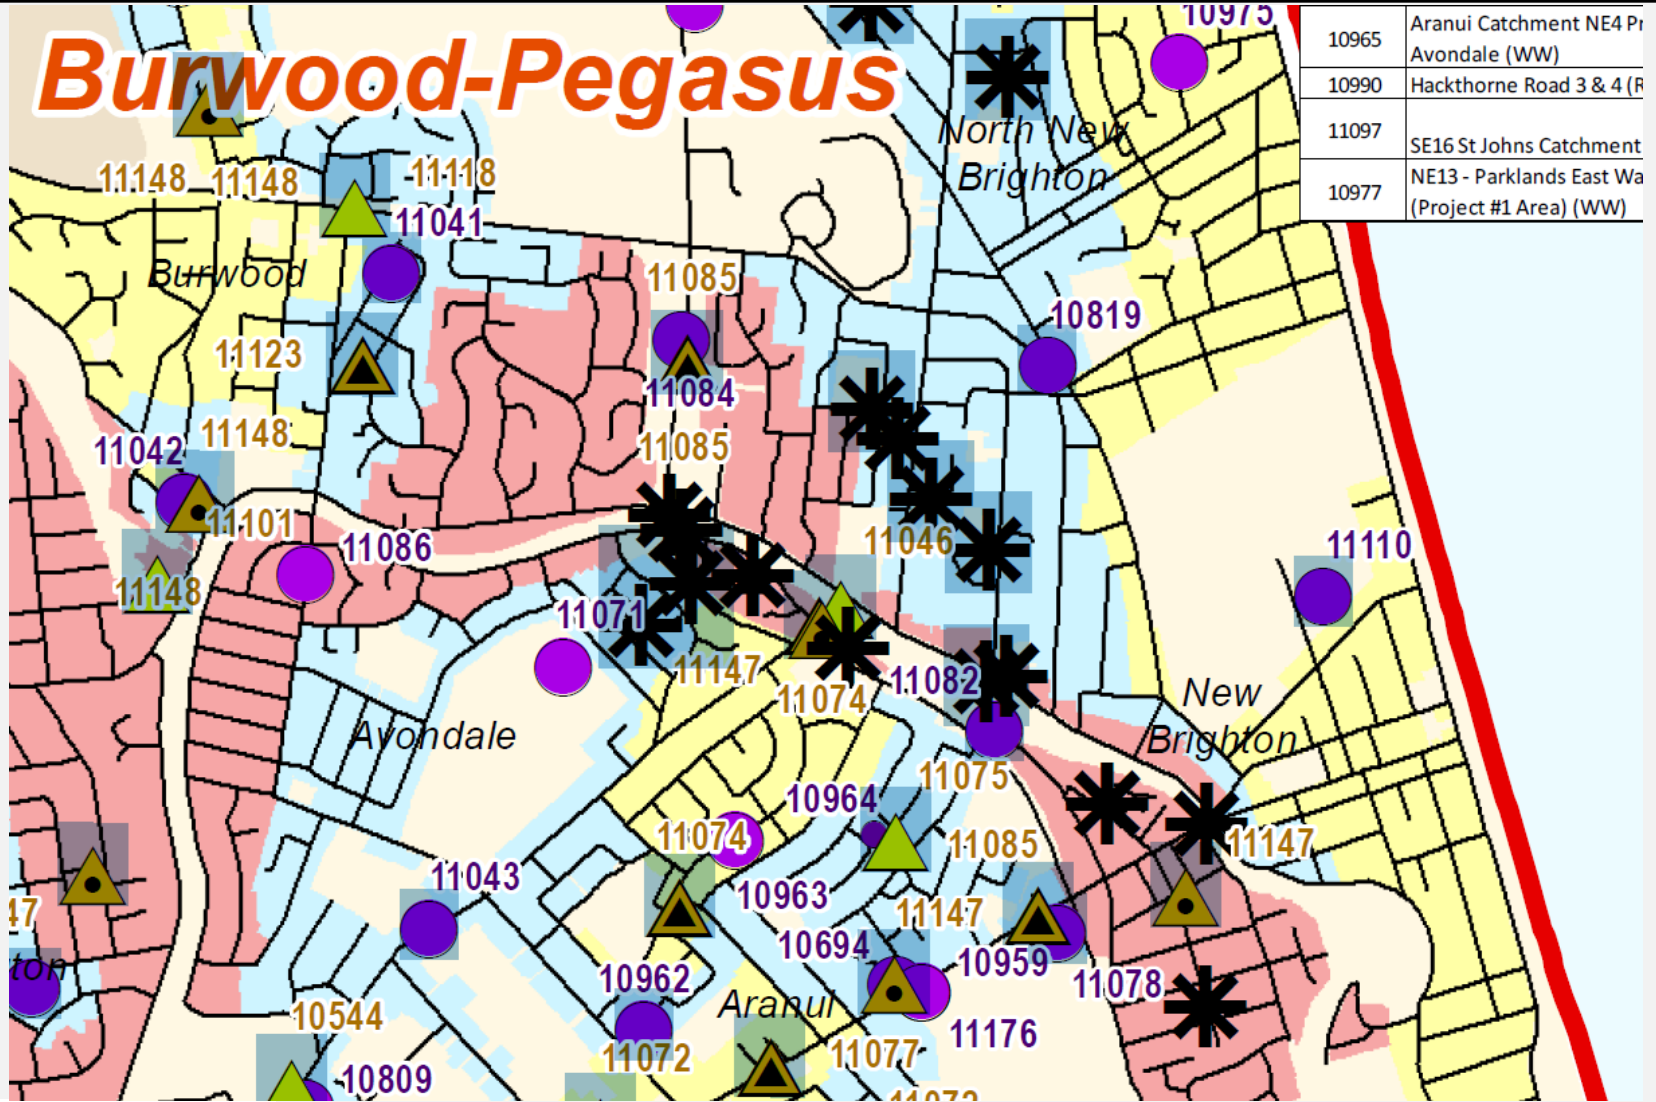 10975
10965
Aranui Catchment NE4 Pr
Avondale (WW)
10990
Hackthorne Road 3 & 4 (R
11097
SE16 St Johns Catchment
10977
NE13 - Parklands East Wa
(Project #1 Area) (WW)
Burwood-Pegasus
North New
Brighton
11148
11148
11118
11041
Burwood
11085
10819
11123
11084
11148
11042
11085
11101
11086
11046
11110
11148
11071
11147
11074
11082
New
Brighton
Avondale
11075
10964
11074
11085
11147
11043
10963
47
11147
10694
10959
ton
10962
11078
Aranui
10544
11176
11072
11077
10809
11072